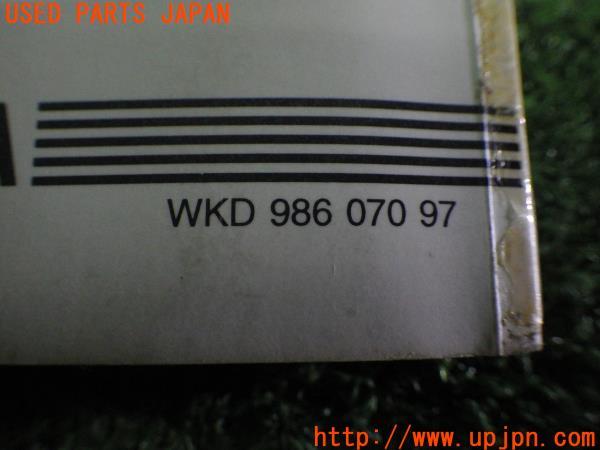 USED PARTS JAPAN
WKD 986 070 97
http://www.upjpn.com/